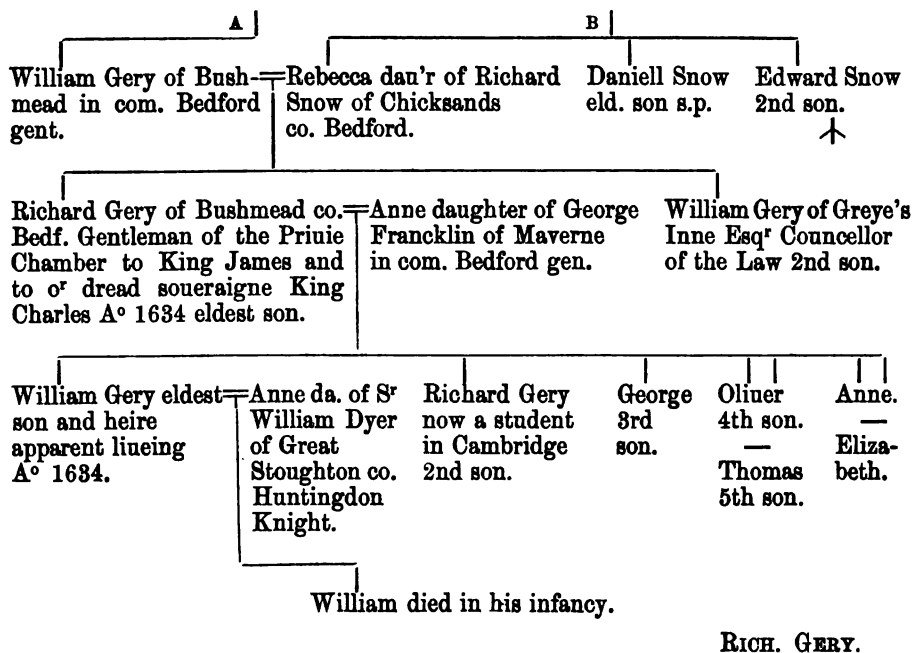 A
B
William Gery of Bush-
mead in com. Bedford
gent.
Rebecca dau'r of Richard
Snow of Chicksands
co. Bedford.
Daniell Snow
eld. son s.p.
Edward Snow
2nd son.
Richard Gery of Bushmead co.
Bedf. Gentleman of the Priuie
Chamber to King James and
to oʳ dread soueraigne King
Charles Aº 1634 eldest son.
Anne daughter of George
Francklin of Maverne
in com. Bedford gen.
William Gery of Greye's
Inne Esqʳ Councellor
of the Law 2nd son.
William Gery eldest
son and heire
apparent liueing
Aº 1634.
Anne da. of Sʳ
William Dyer
of Great
Stoughton co.
Huntingdon
Knight.
Richard Gery
now a student
in Cambridge
2nd son.
George
3rd
son.
Oliuer
4th son.
—
Thomas
5th son.
Anne.
—
Eliza-
beth.
William died in his infancy.
RICH. GERY.